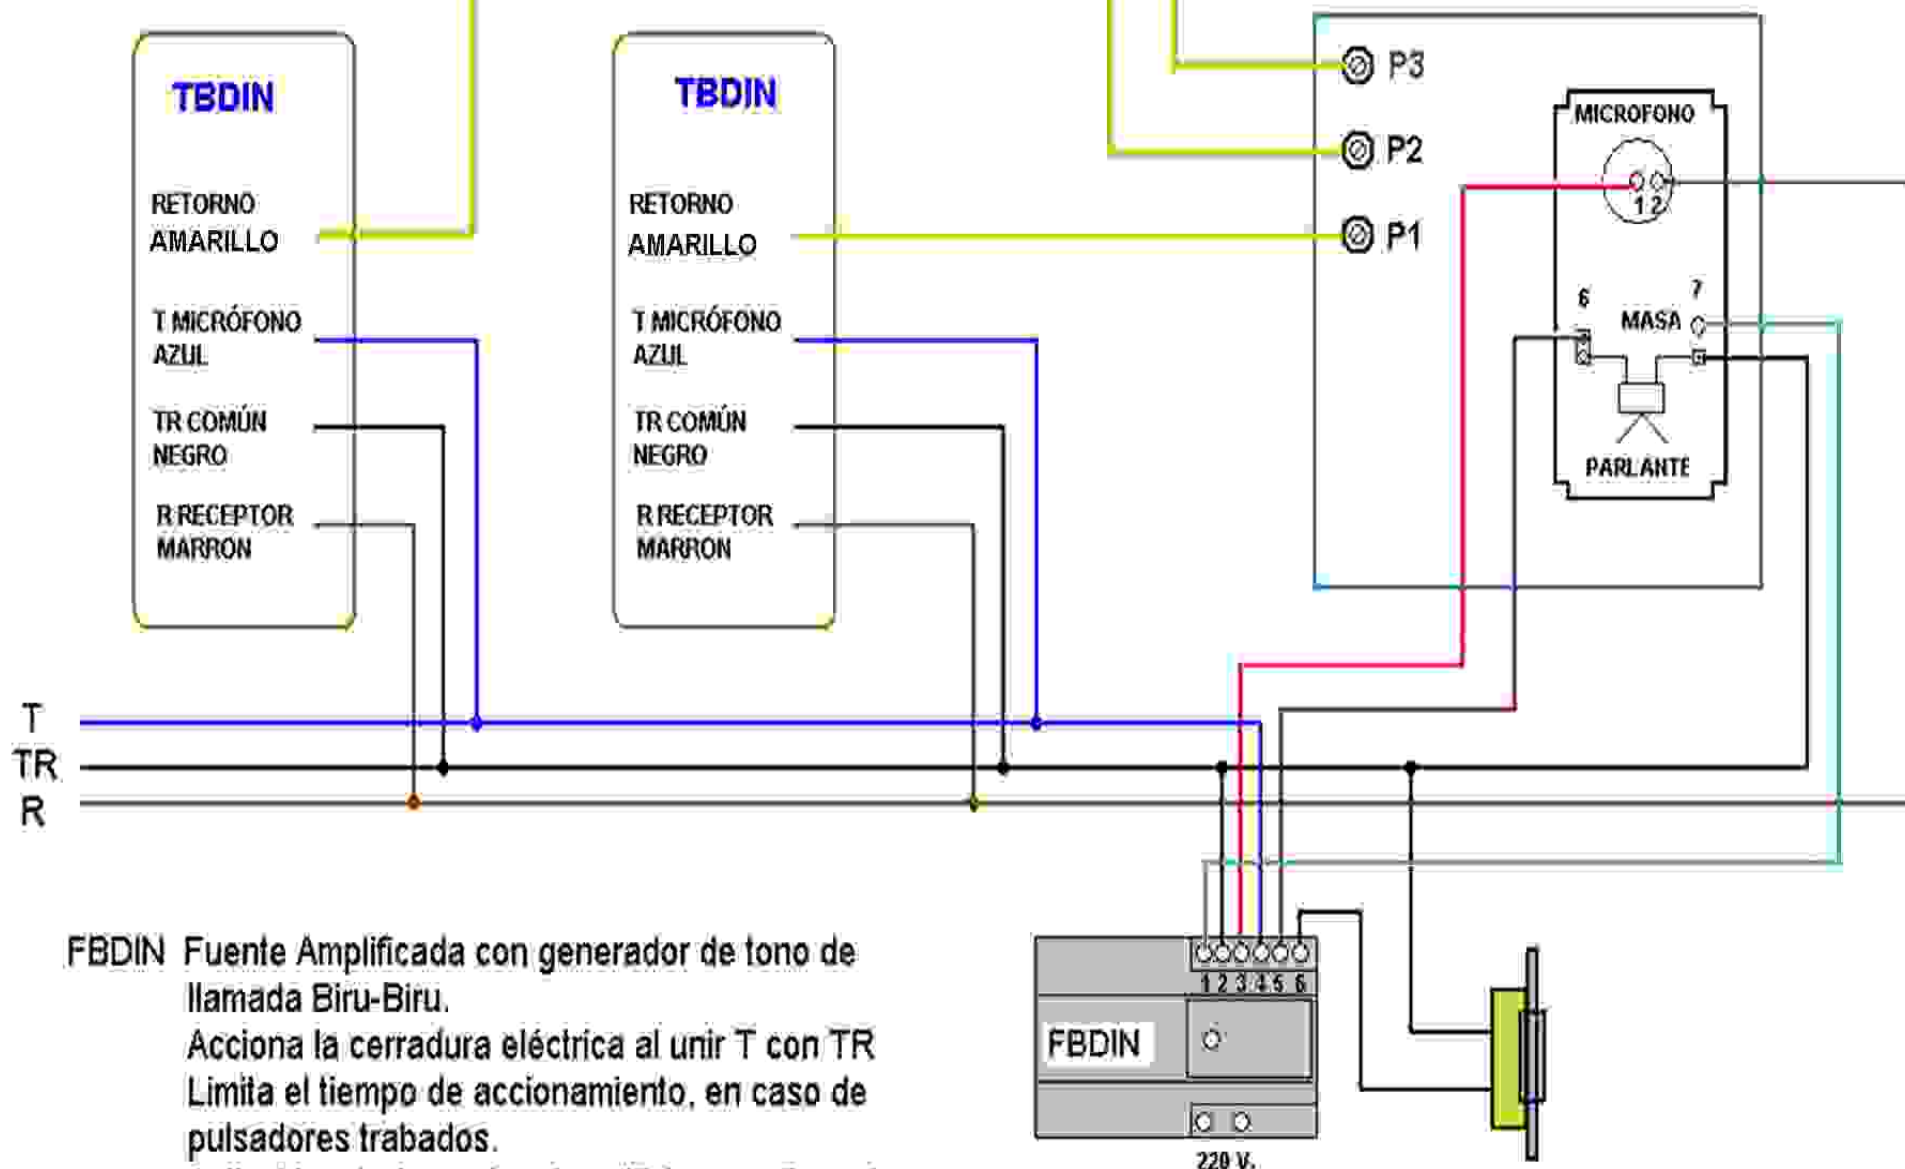 TBDIN
RETORNO
AMARILLO
T MICRÓFONO
AZUL
TR COMÚN
NEGRO
R RECEPTOR
MARRON
TBDIN
RETORNO
AMARILLO
T MICRÓFONO
AZUL
TR COMÚN
NEGRO
R RECEPTOR
MARRON
P3
P2
P1
MICROFONO
1 2
6
7
MASA
PARLANTE
T
TR
R
FBDIN Fuente Amplificada con generador de tono de
llamada Biru-Biru.
Acciona la cerradura eléctrica al unir T con TR
Limita el tiempo de accionamiento, en caso de
pulsadores trabados.
1 2 3 4 5 6
FBDIN
220 V.